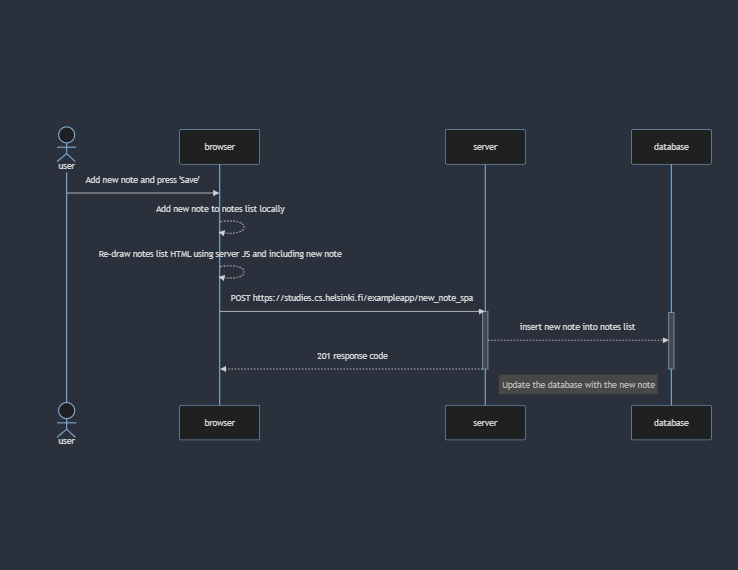 user
browser
server
database
Add new note and press 'Save'
Add new note to notes list locally
Re-draw notes list HTML using server JS and including new note
POST https://studies.cs.helsinki.fi/exampleapp/new_note_spa
insert new note into notes list
201 response code
Update the database with the new note
user
browser
server
database